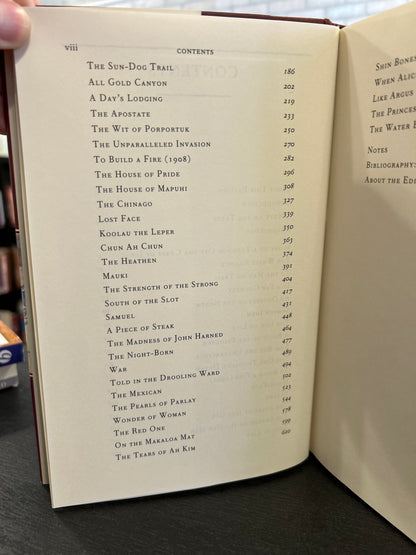 viii CONTENTS
The Sun-Dog Trail 186
All Gold Canyon 202
A Day's Lodging 219
The Apostate 233
The Wit of Porportuk 250
The Unparalleled Invasion 270
To Build a Fire (1908) 282
The House of Pride 296
The House of Mapuhi 308
The Chinago 327
Lost Face 339
Koolau the Leper 350
Chun Ah Chun 365
The Heathen 374
Mauki 391
The Strength of the Strong 404
South of the Slot 417
Samuel 431
A Piece of Steak 448
The Madness of John Harned 464
The Night-Born 477
War 489
Told in the Drooling Ward 494
The Mexican 502
The Pearls of Parlay 523
Wonder of Woman 544
The Red One 578
On the Makaloa Mat 599
The Tears of Ah Kim 620
Shin Bones
When Alic
Like Argus
The Princes
The Water B
Notes
Bibliography:
About the Edi